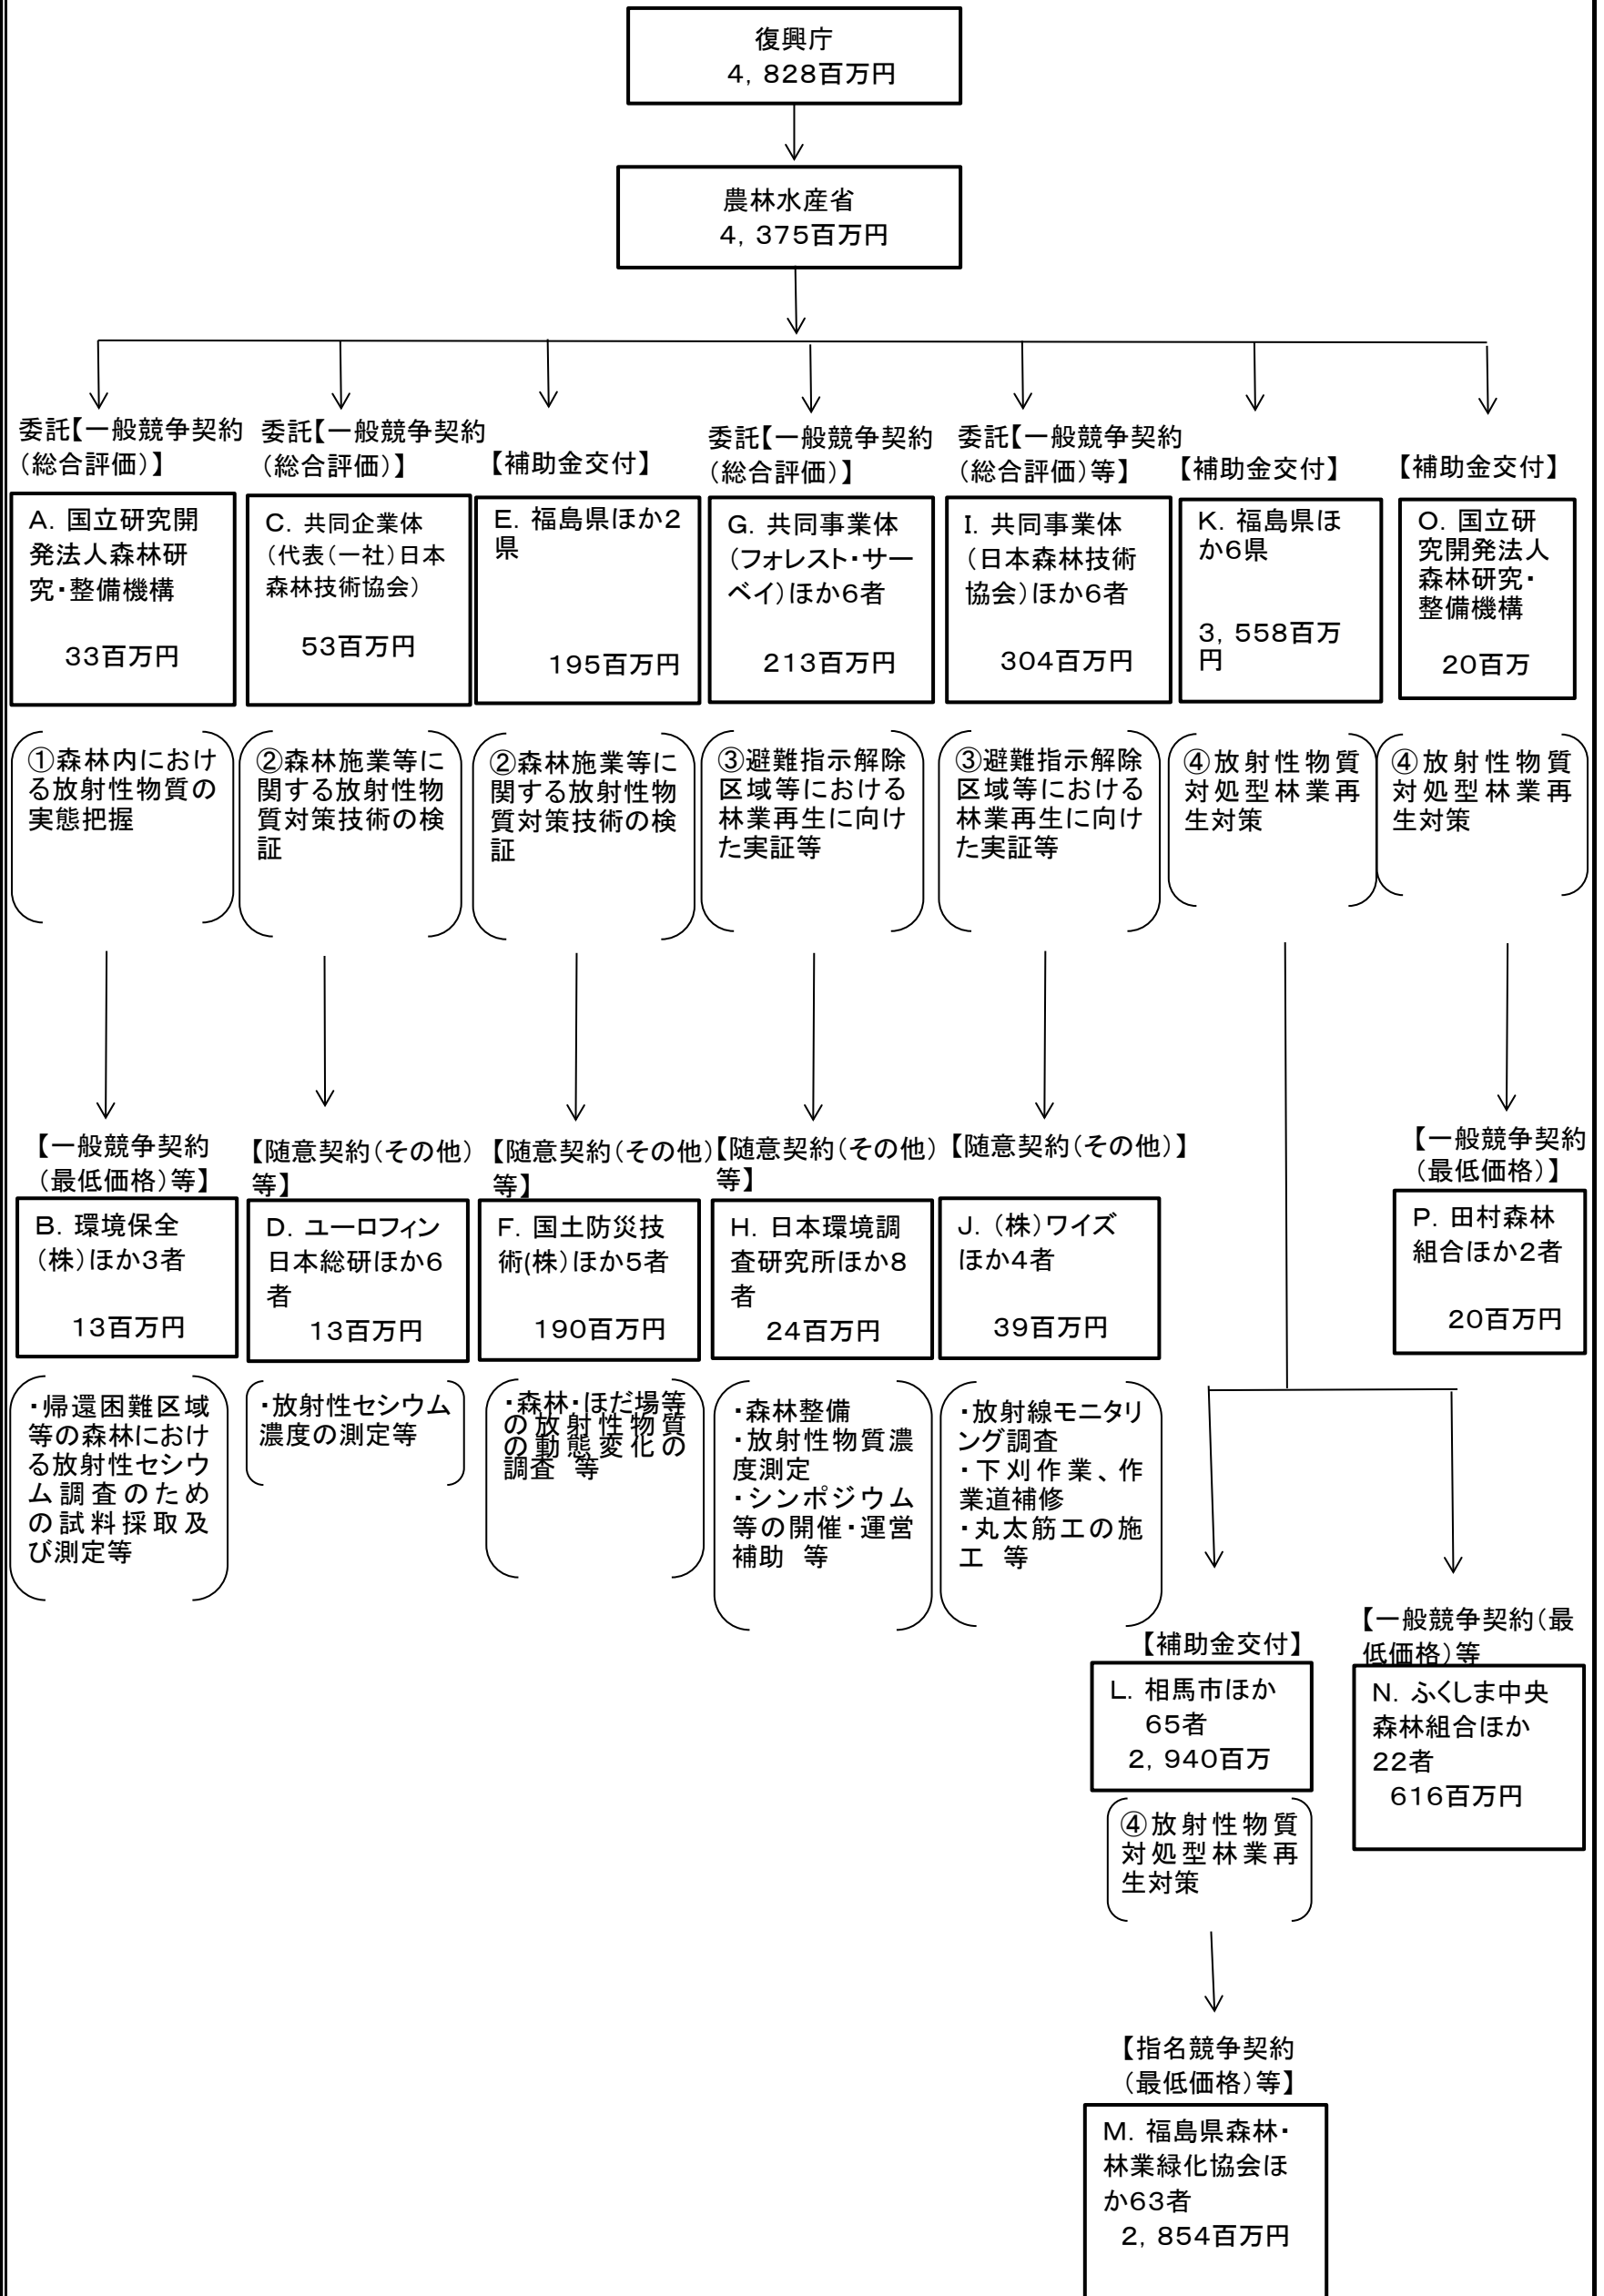 復興庁
4，828百万円
農林水産省
4，375百万円
委託【一般競争契約
（総合評価）】
A．国立研究開
発法人森林研
究・整備機構
33百万円
①森林内におけ
る放射性物質の
実態把握
委託【一般競争契約
（総合評価）】
C．共同企業体
（代表（一社）日本
森林技術協会）
53百万円
②森林施業等に
関する放射性物
質対策技術の検
証
【補助金交付】
E．福島県ほか2
県
195百万円
②森林施業等に
関する放射性物
質対策技術の検
証
委託【一般競争契約
（総合評価）】
G．共同事業体
（フォレスト・サー
ベイ）ほか6者
213百万円
③避難指示解除
区域等における
林業再生に向け
た実証等
委託【一般競争契約
（総合評価）等】
I．共同事業体
（日本森林技術
協会）ほか6者
304百万円
③避難指示解除
区域等における
林業再生に向け
た実証等
【補助金交付】
K．福島県ほ
か6県
3，558百万
円
④放射性物質
対処型林業再
生対策
【補助金交付】
O．国立研
究開発法人
森林研究・
整備機構
20百万
④放射性物質
対処型林業再
生対策
【一般競争契約
（最低価格）等】
B．環境保全
（株）ほか3者
13百万円
・帰還困難区域
等の森林におけ
る放射性セシウ
ム調査のため
の試料採取及
び測定等
【随意契約（その他）
等】
D．ユーロフィン
日本総研ほか6
者
13百万円
・放射性セシウム
濃度の測定等
【随意契約（その他）
等】
F．国土防災技
術(株)ほか5者
190百万円
・森林・ほだ場等
の放射性物質
の動態変化の
調査　等
【随意契約（その他）
等】
H．日本環境調
査研究所ほか8
者
24百万円
・森林整備
・放射性物質濃
度測定
・シンポジウム
等の開催・運営
補助　等
【随意契約（その他）】
J．（株）ワイズ
ほか4者
39百万円
・放射線モニタリ
ング調査
・下刈作業、作
業道補修
・丸太筋工の施
工　等
【一般競争契約
（最低価格）】
P．田村森林
組合ほか2者
20百万円
【補助金交付】
L．相馬市ほか
65者
2，940百万
④放射性物質
対処型林業再
生対策
【一般競争契約（最
低価格）等
N．ふくしま中央
森林組合ほか
22者
616百万円
【指名競争契約
（最低価格）等】
M．福島県森林・
林業緑化協会ほ
か63者
2，854百万円